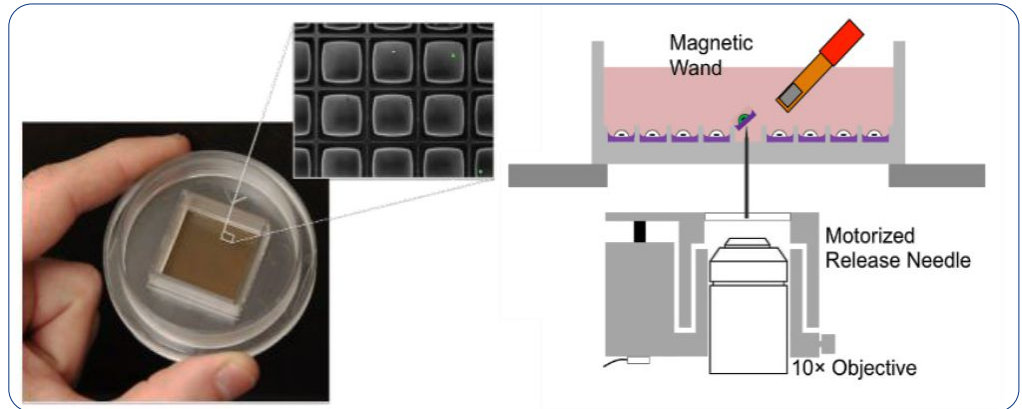 Magnetic
Wand
Motorized
Release Needle
10× Objective